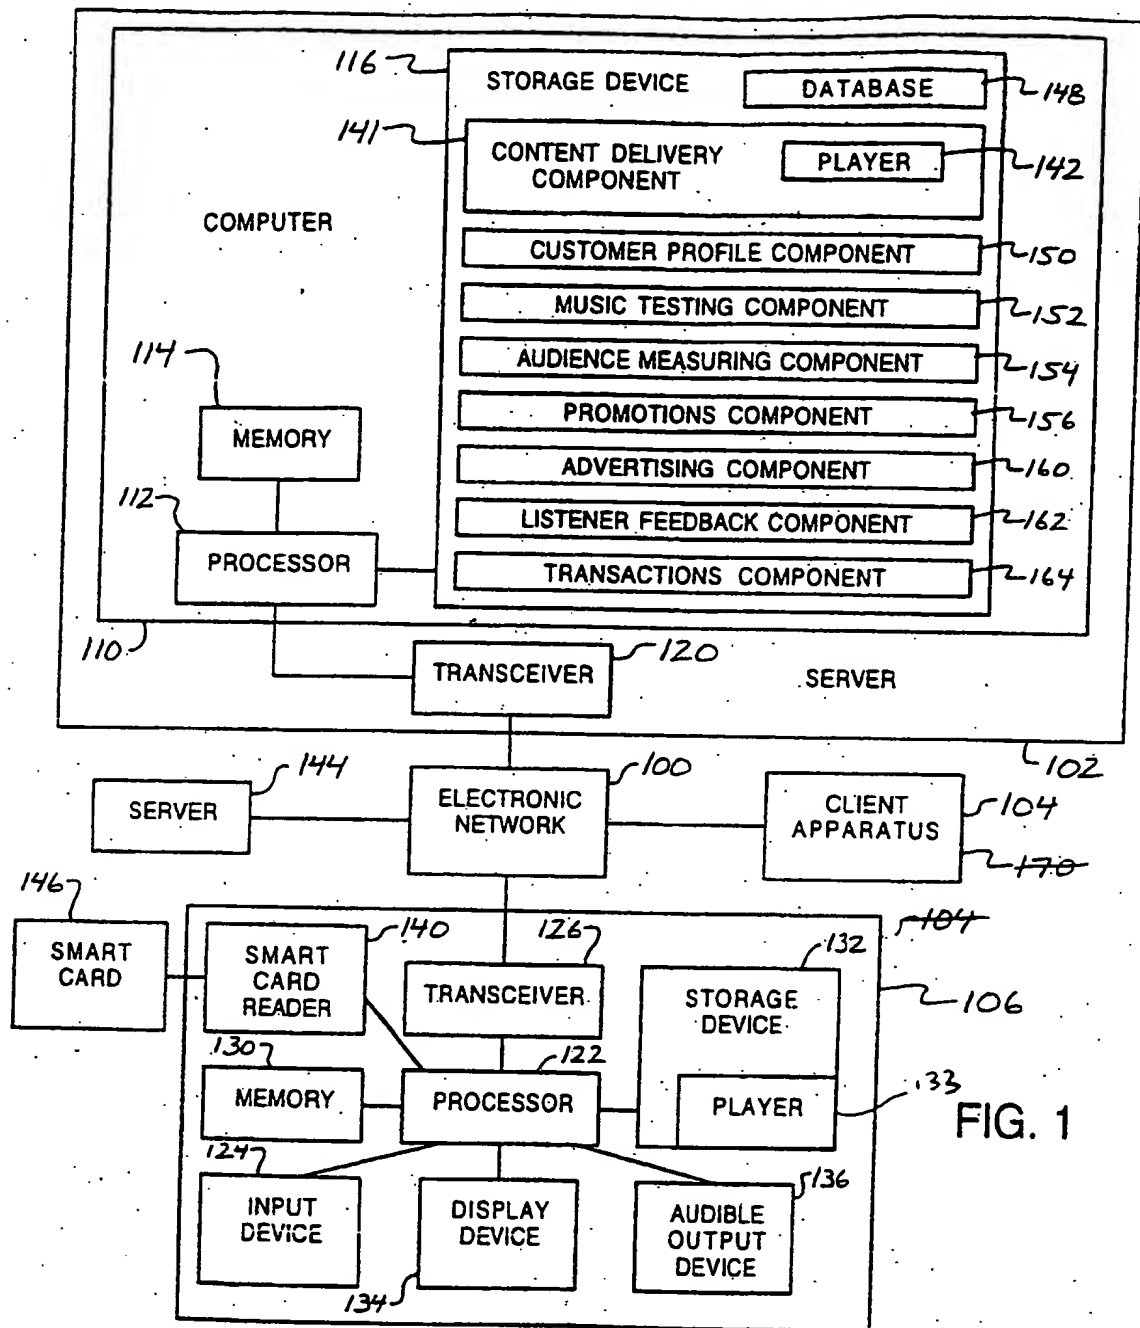 116
STORAGE DEVICE
DATABASE
148
141
CONTENT DELIVERY
COMPONENT
PLAYER
142
COMPUTER
CUSTOMER PROFILE COMPONENT
150
MUSIC TESTING COMPONENT
152
114
AUDIENCE MEASURING COMPONENT
154
MEMORY
PROMOTIONS COMPONENT
156
ADVERTISING COMPONENT
160
112
LISTENER FEEDBACK COMPONENT
162
PROCESSOR
TRANSACTIONS COMPONENT
164
110
TRANSCEIVER
120
SERVER
102
144
SERVER
100
ELECTRONIC
NETWORK
CLIENT
APPARATUS
104
170
146
SMART
CARD
140
SMART
CARD
READER
126
TRANSCEIVER
132
STORAGE
DEVICE
104
106
130
MEMORY
122
PROCESSOR
PLAYER
133
FIG. 1
124
INPUT
DEVICE
DISPLAY
DEVICE
134
136
AUDIBLE
OUTPUT
DEVICE